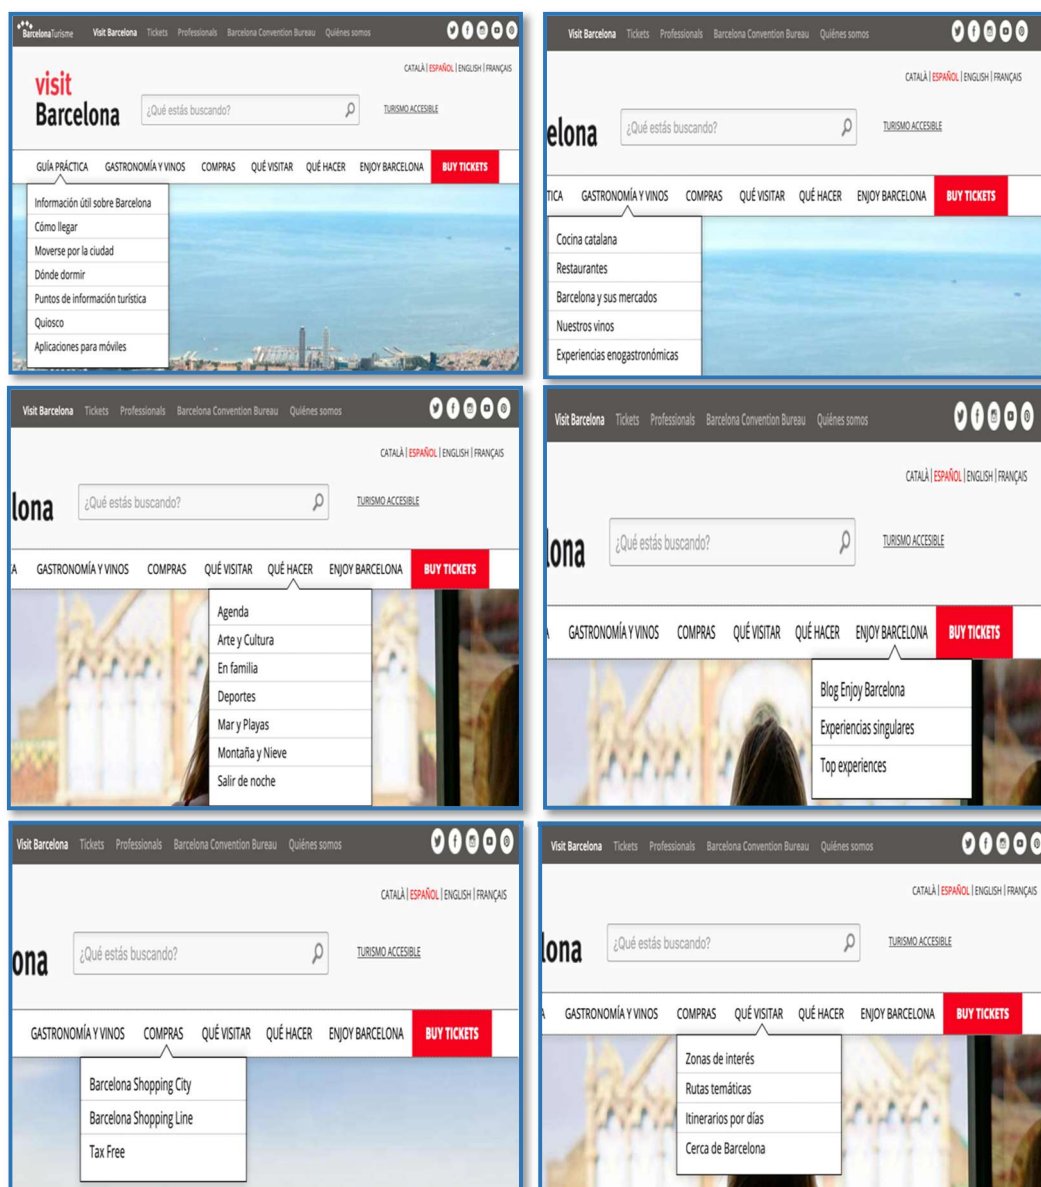 BarcelonaTurisme Visit Barcelona Tickets Professionals Barcelona Convention Bureau Quiénes somos
CATALÀ | ESPAÑOL | ENGLISH | FRANÇAIS
visit
Barcelona
¿Qué estás buscando?
TURISMO ACCESIBLE
GUÍA PRÁCTICA GASTRONOMÍA Y VINOS COMPRAS QUÉ VISITAR QUÉ HACER ENJOY BARCELONA BUY TICKETS
Información útil sobre Barcelona
Cómo llegar
Moverse por la ciudad
Dónde dormir
Puntos de información turística
Quiosco
Aplicaciones para móviles
Visit Barcelona Tickets Professionals Barcelona Convention Bureau Quiénes somos
CATALÀ | ESPAÑOL | ENGLISH | FRANÇAIS
elona
¿Qué estás buscando?
TURISMO ACCESIBLE
TICA GASTRONOMÍA Y VINOS COMPRAS QUÉ VISITAR QUÉ HACER ENJOY BARCELONA BUY TICKETS
Cocina catalana
Restaurantes
Barcelona y sus mercados
Nuestros vinos
Experiencias enogastronómicas
Visit Barcelona Tickets Professionals Barcelona Convention Bureau Quiénes somos
CATALÀ | ESPAÑOL | ENGLISH | FRANÇAIS
lona
¿Qué estás buscando?
TURISMO ACCESIBLE
A GASTRONOMÍA Y VINOS COMPRAS QUÉ VISITAR QUÉ HACER ENJOY BARCELONA BUY TICKETS
Agenda
Arte y Cultura
En familia
Deportes
Mar y Playas
Montaña y Nieve
Salir de noche
Visit Barcelona Tickets Professionals Barcelona Convention Bureau Quiénes somos
CATALÀ | ESPAÑOL | ENGLISH | FRANÇAIS
lona
¿Qué estás buscando?
TURISMO ACCESIBLE
GASTRONOMÍA Y VINOS COMPRAS QUÉ VISITAR QUÉ HACER ENJOY BARCELONA BUY TICKETS
Blog Enjoy Barcelona
Experiencias singulares
Top experiences
Visit Barcelona Tickets Professionals Barcelona Convention Bureau Quiénes somos
CATALÀ | ESPAÑOL | ENGLISH | FRANÇAIS
ona
¿Qué estás buscando?
TURISMO ACCESIBLE
GASTRONOMÍA Y VINOS COMPRAS QUÉ VISITAR QUÉ HACER ENJOY BARCELONA BUY TICKETS
Barcelona Shopping City
Barcelona Shopping Line
Tax Free
Visit Barcelona Tickets Professionals Barcelona Convention Bureau Quiénes somos
CATALÀ | ESPAÑOL | ENGLISH | FRANÇAIS
lona
¿Qué estás buscando?
TURISMO ACCESIBLE
A GASTRONOMÍA Y VINOS COMPRAS QUÉ VISITAR QUÉ HACER ENJOY BARCELONA BUY TICKETS
Zonas de interés
Rutas temáticas
Itinerarios por días
Cerca de Barcelona